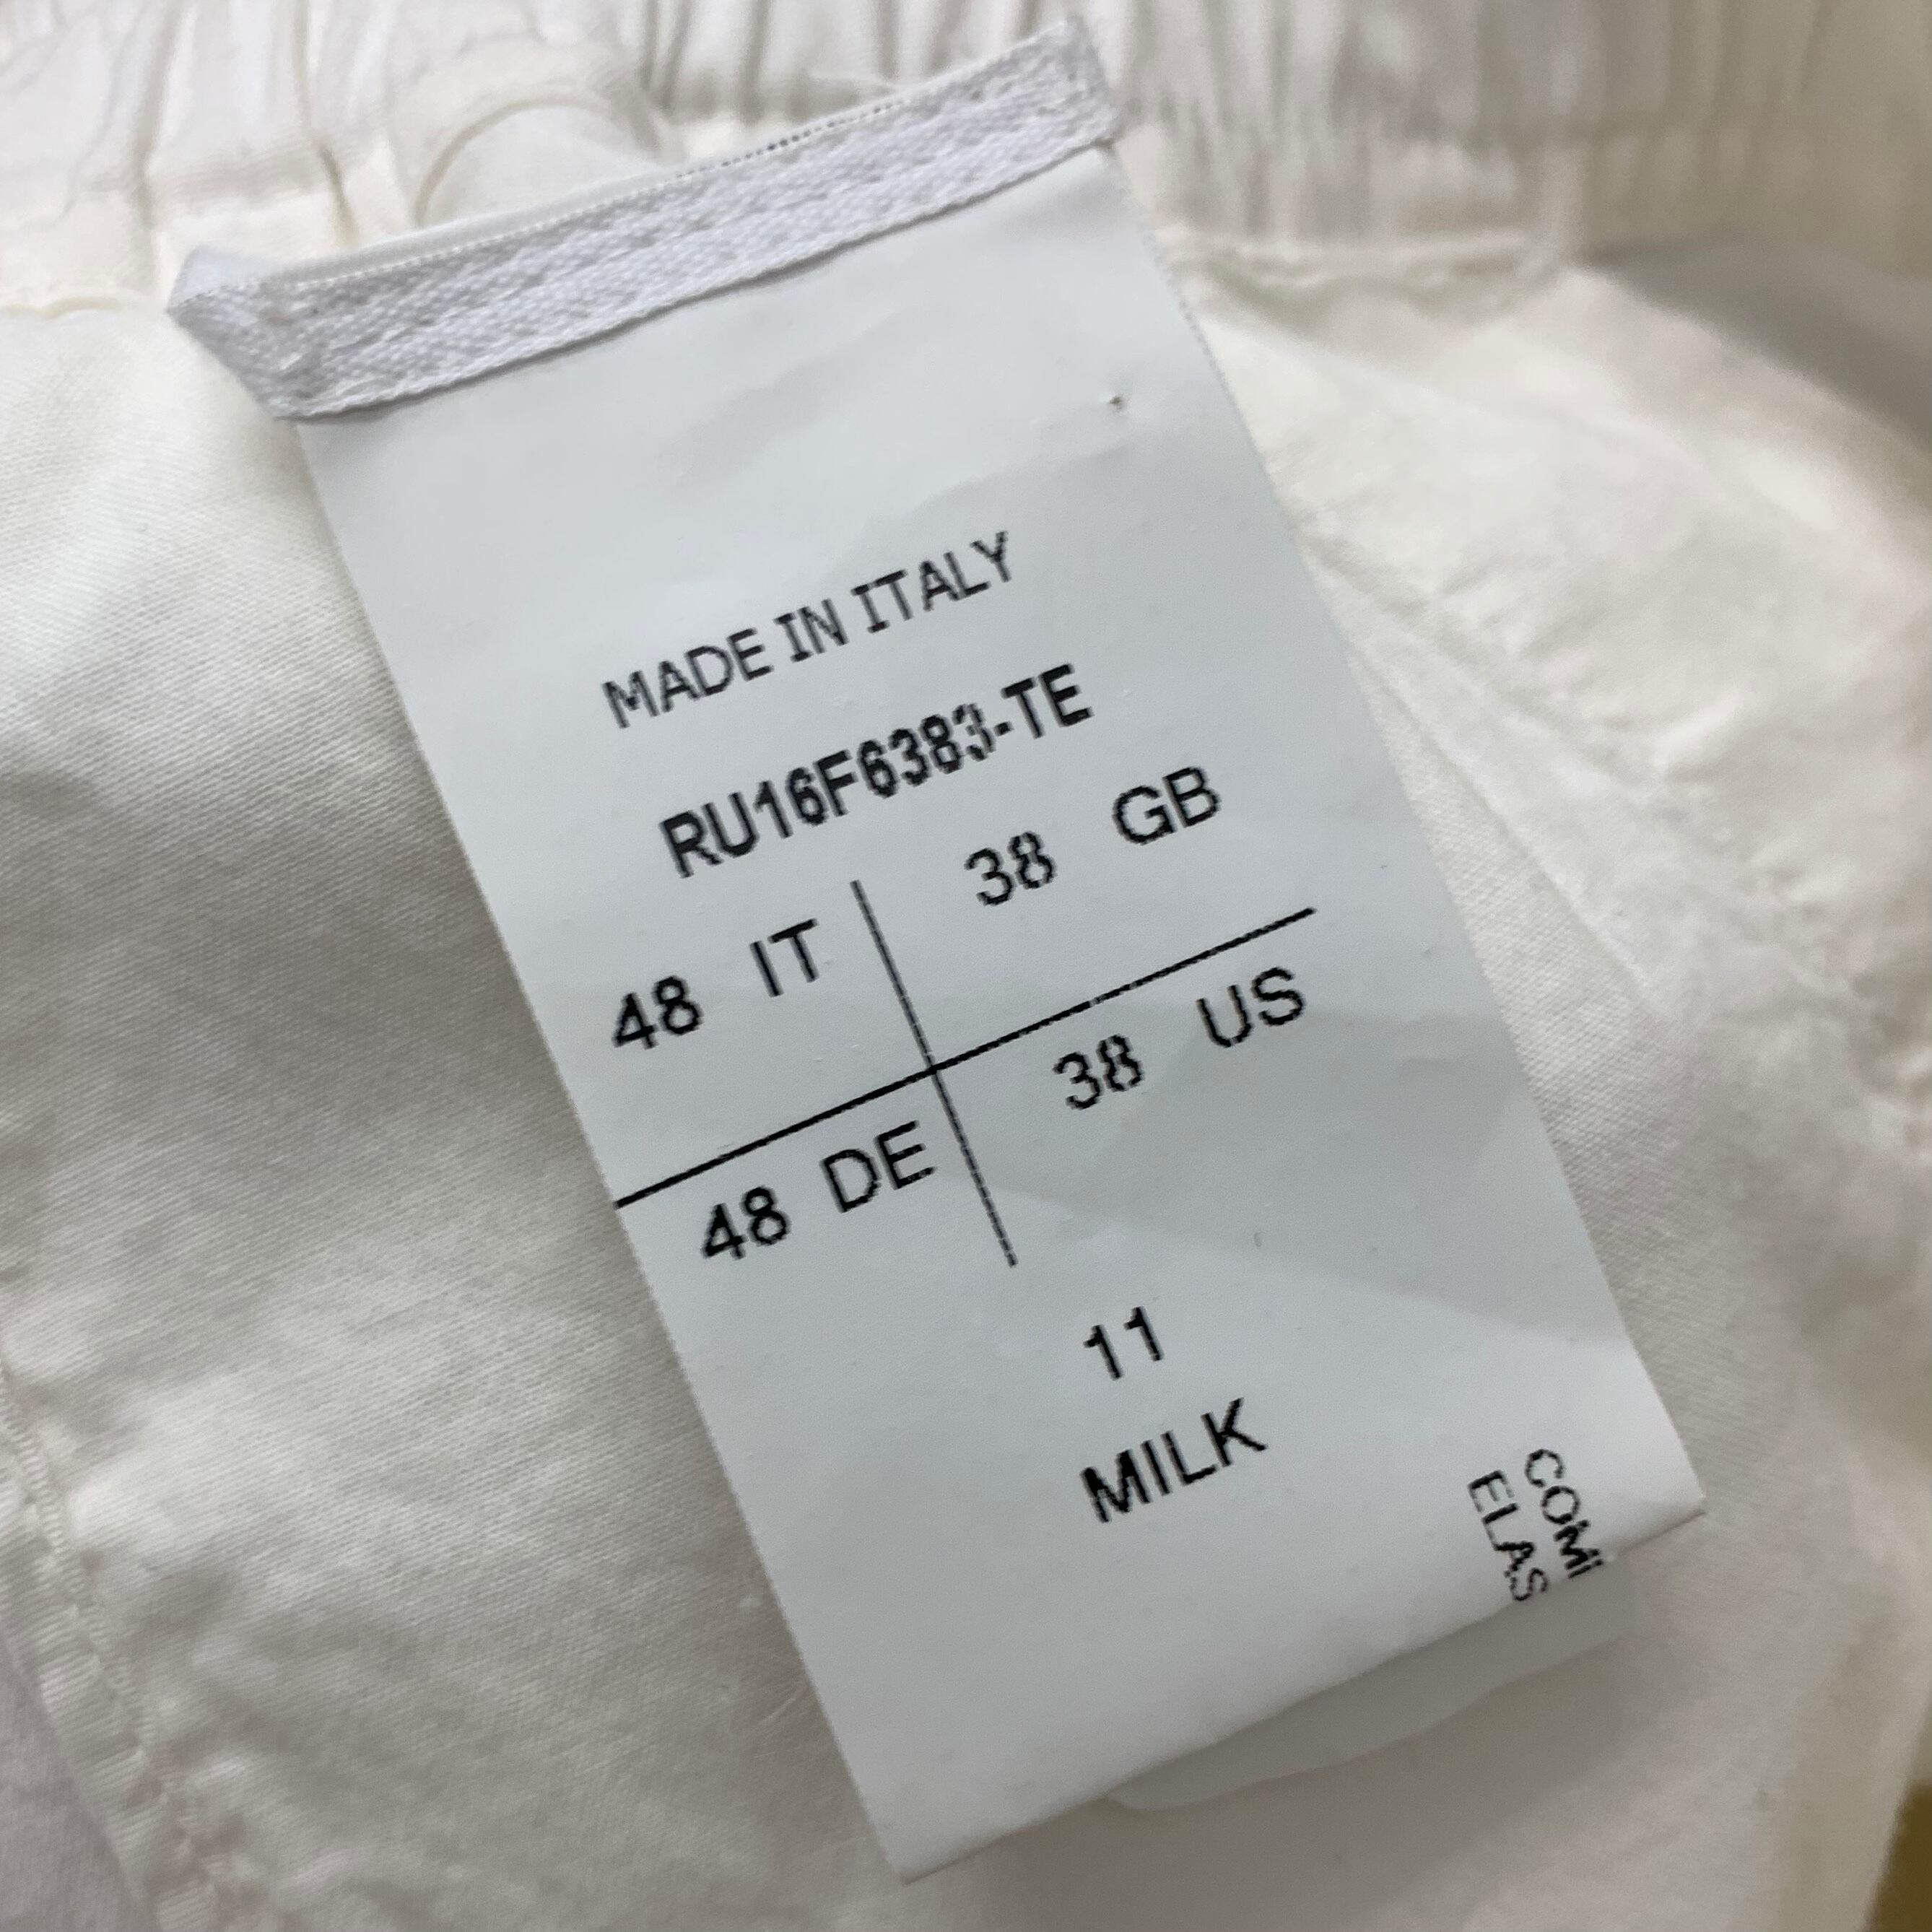 MADE IN ITALY
RU16F6383-TE
48 IT 38 GB
48 DE 38 US
11
MILK